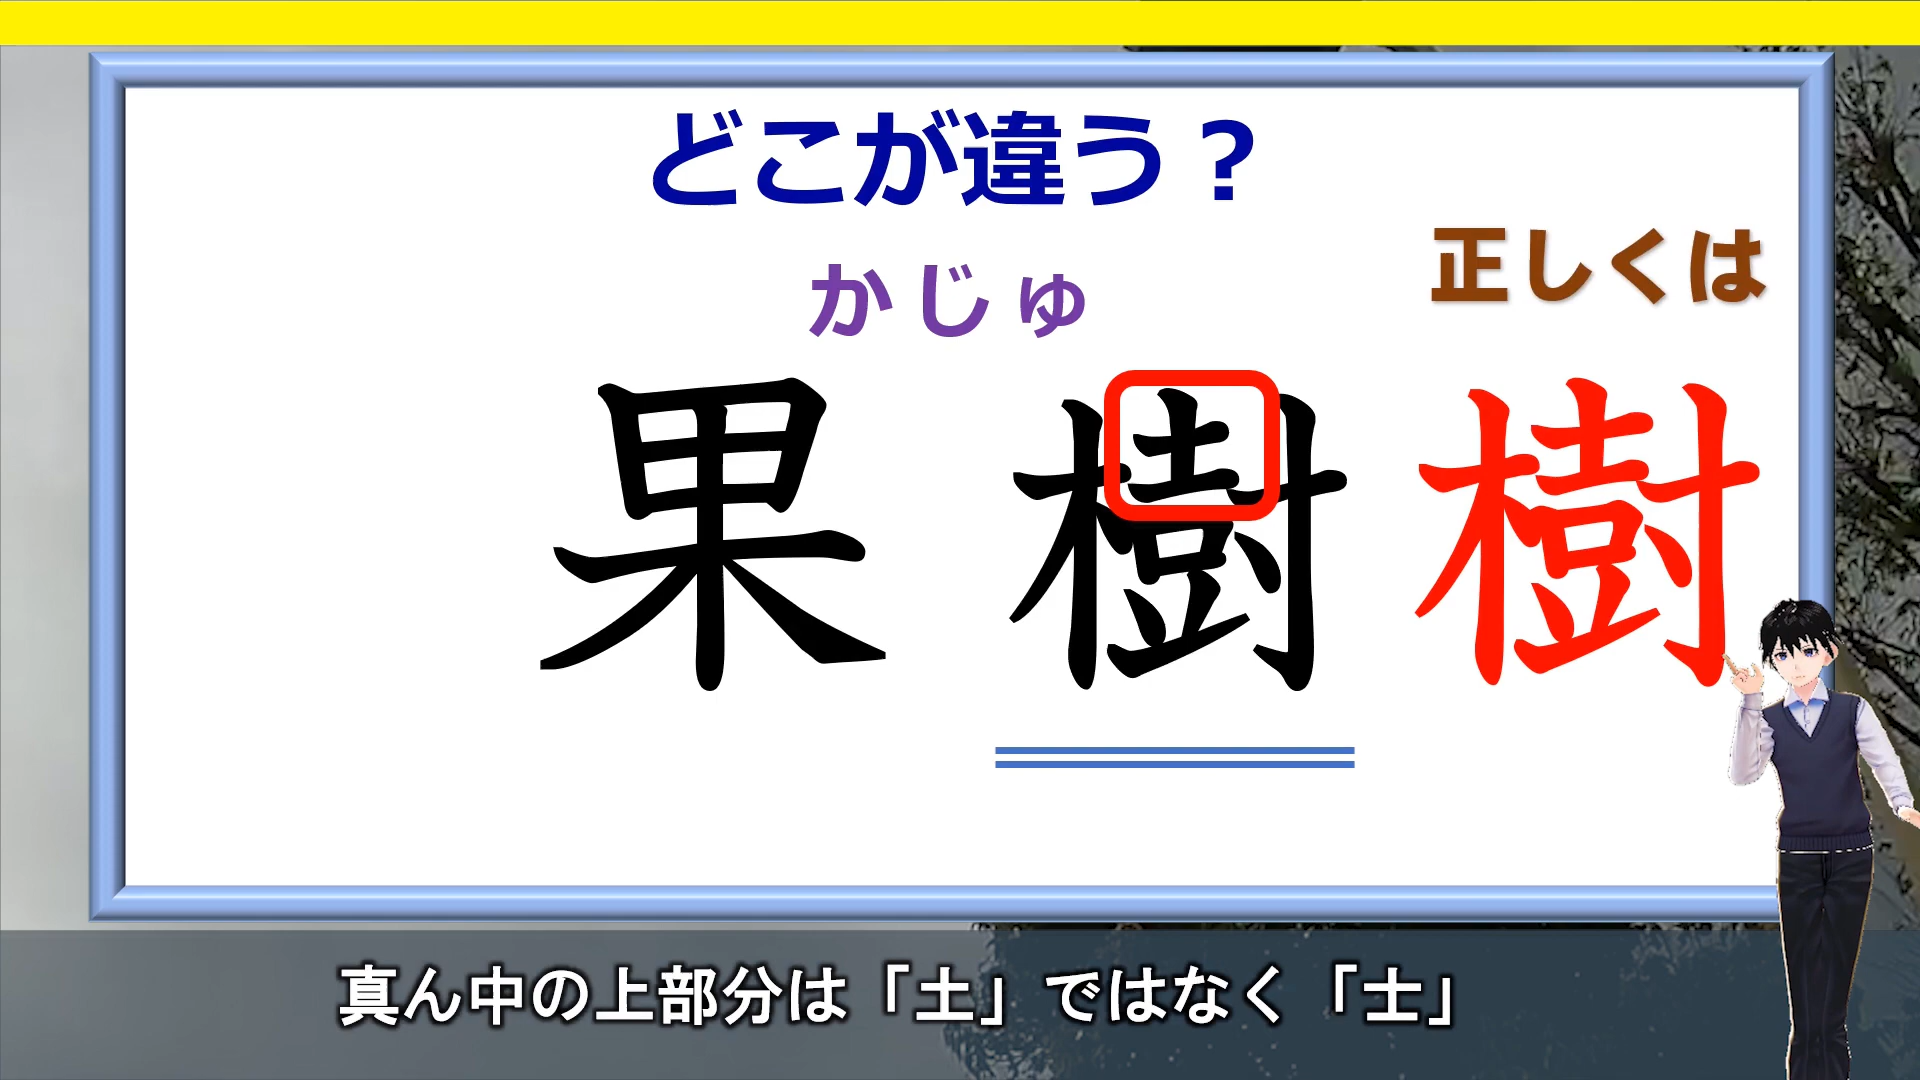 どこが違う？
かじゅ
正しくは
果樹 樹
真ん中の上部分は「土」ではなく「士」